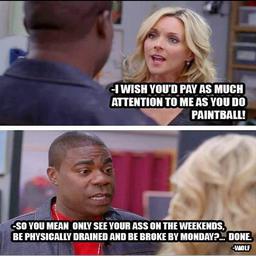 -I WISH YOU'D PAY AS MUCH
ATTENTION TO ME AS YOU DO
PAINTBALL!
-SO YOU MEAN ONLY SEE YOUR ASS ON THE WEEKENDS,
BE PHYSICALLY DRAINED AND BE BROKE BY MONDAY?... DONE.
-WOLF